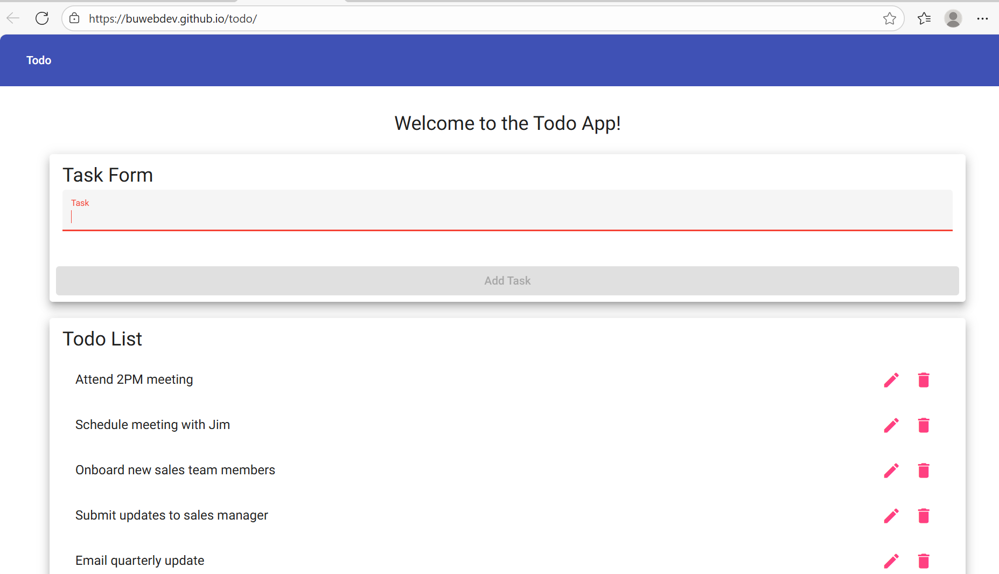 https://buwebdev.github.io/todo/
Todo
Welcome to the Todo App!
Task Form
Task
Add Task
Todo List
Attend 2PM meeting
Schedule meeting with Jim
Onboard new sales team members
Submit updates to sales manager
Email quarterly update